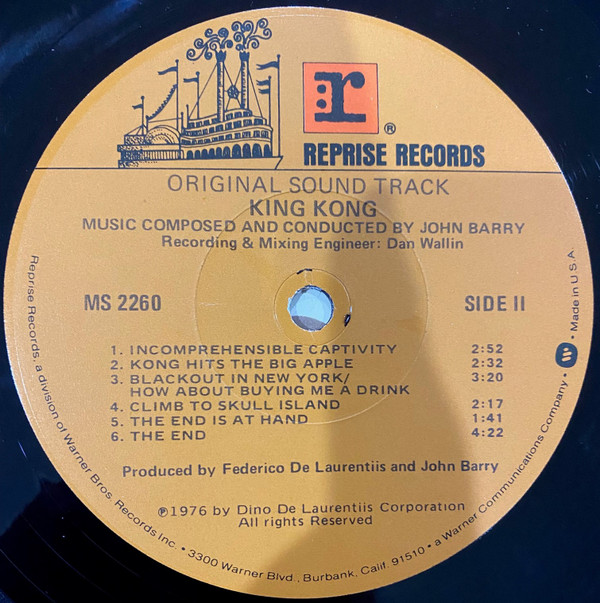 r
®
REPRISE RECORDS
ORIGINAL SOUND TRACK
KING KONG
MUSIC COMPOSED AND CONDUCTED BY JOHN BARRY
Recording & Mixing Engineer: Dan Wallin
MS 2260
SIDE II
1. INCOMPREHENSIBLE CAPTIVITY 2:52
2. KONG HITS THE BIG APPLE 2:32
3. BLACKOUT IN NEW YORK/ 3:20
HOW ABOUT BUYING ME A DRINK
4. CLIMB TO SKULL ISLAND 2:17
5. THE END IS AT HAND 1:41
6. THE END 4:22
Produced by Federico De Laurentiis and John Barry
℗1976 by Dino De Laurentiis Corporation
All rights Reserved
Reprise Records, a division of Warner Bros. Records Inc. • 3300 Warner Blvd., Burbank, Calif. 91510 • a Warner Communications Company • Made in U.S.A.